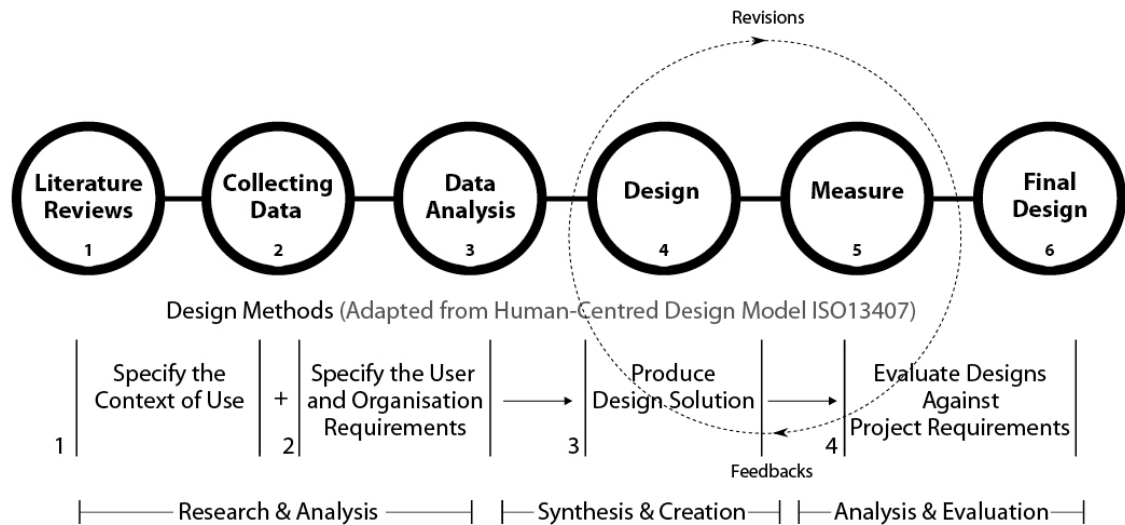 Revisions
Literature
Reviews
1
Collecting
Data
2
Data
Analysis
3
Design
4
Measure
5
Final
Design
6
Design Methods (Adapted from Human-Centred Design Model ISO13407)
1
Specify the
Context of Use
+
2
Specify the User
and Organisation
Requirements
3
Produce
Design Solution
4
Evaluate Designs
Against
Project Requirements
Feedbacks
Research & Analysis
Synthesis & Creation
Analysis & Evaluation